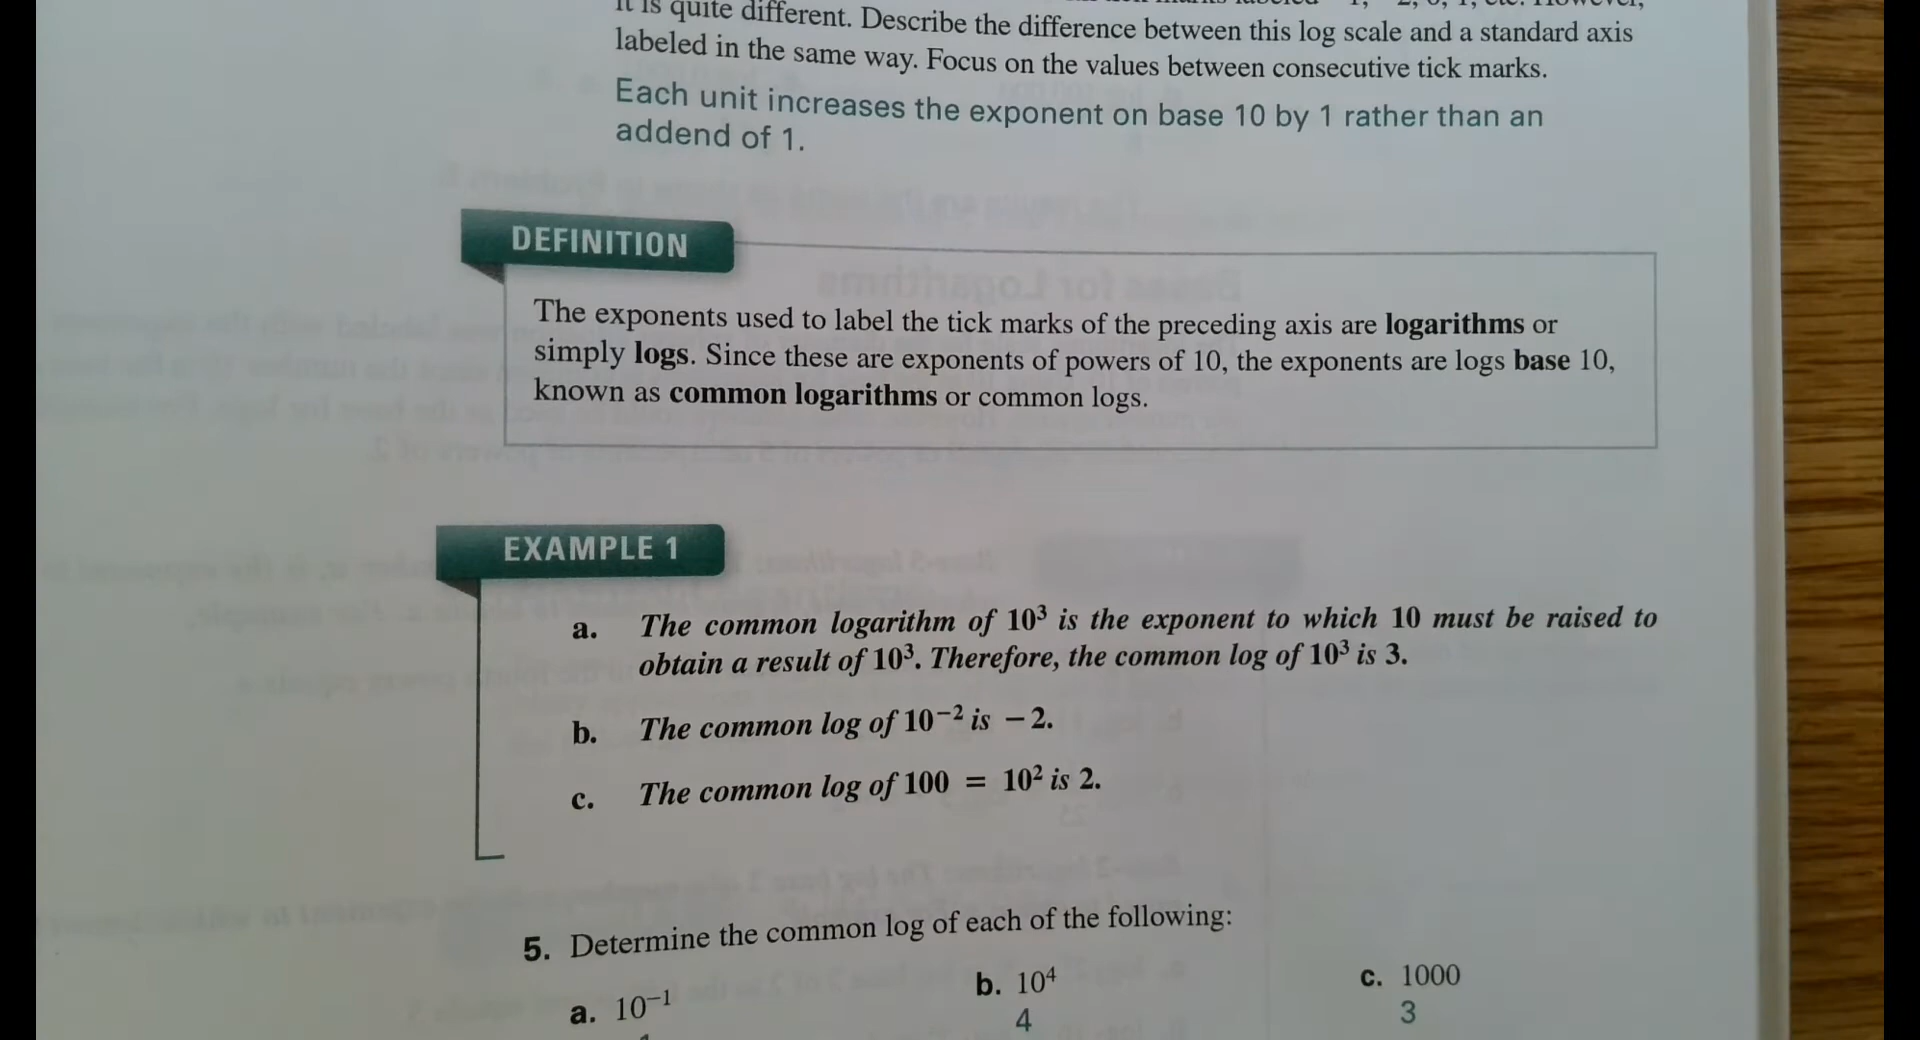 It is quite different. Describe the difference between this log scale and a standard axis
labeled in the same way. Focus on the values between consecutive tick marks.
Each unit increases the exponent on base 10 by 1 rather than an
addend of 1.
DEFINITION
The exponents used to label the tick marks of the preceding axis are logarithms or
simply logs. Since these are exponents of powers of 10, the exponents are logs base 10,
known as common logarithms or common logs.
EXAMPLE 1
a. The common logarithm of 10³ is the exponent to which 10 must be raised to
obtain a result of 10³. Therefore, the common log of 10³ is 3.
b. The common log of 10⁻² is −2.
c. The common log of 100 = 10² is 2.
5. Determine the common log of each of the following:
a. 10⁻¹ b. 10⁴ c. 1000
4 3